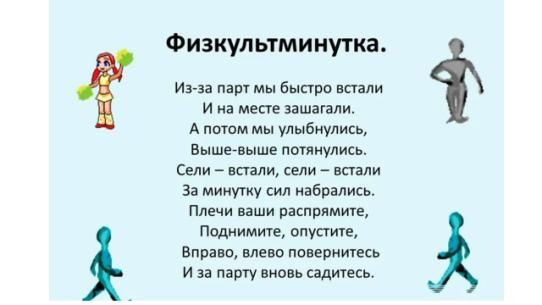 Физкультминутка.
Из-за парт мы быстро встали
И на месте зашагали.
А потом мы улыбнулись,
Выше-выше потянулись.
Сели – встали, сели – встали
За минутку сил набрались.
Плечи ваши распрямите,
Поднимите, опустите,
Вправо, влево повернитесь
И за парту вновь садитесь.